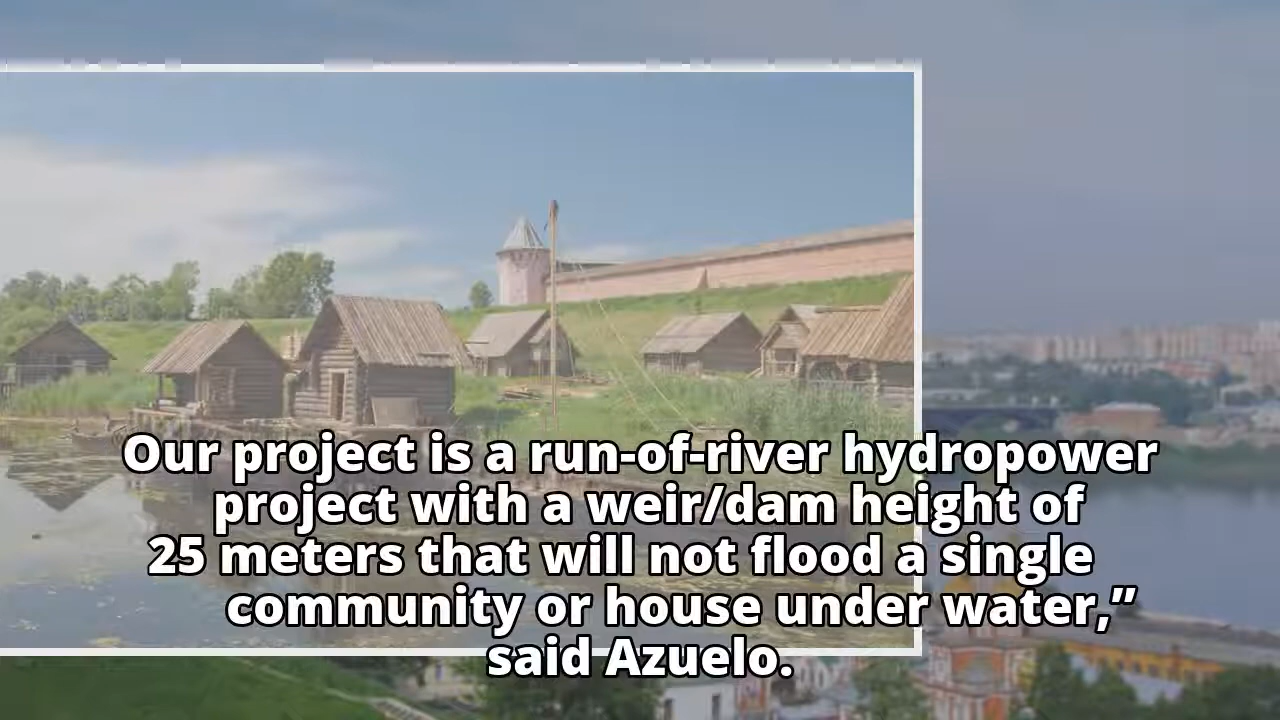 Our project is a run-of-river hydropower
project with a weir/dam height of
25 meters that will not flood a single
community or house under water,”
said Azuelo.